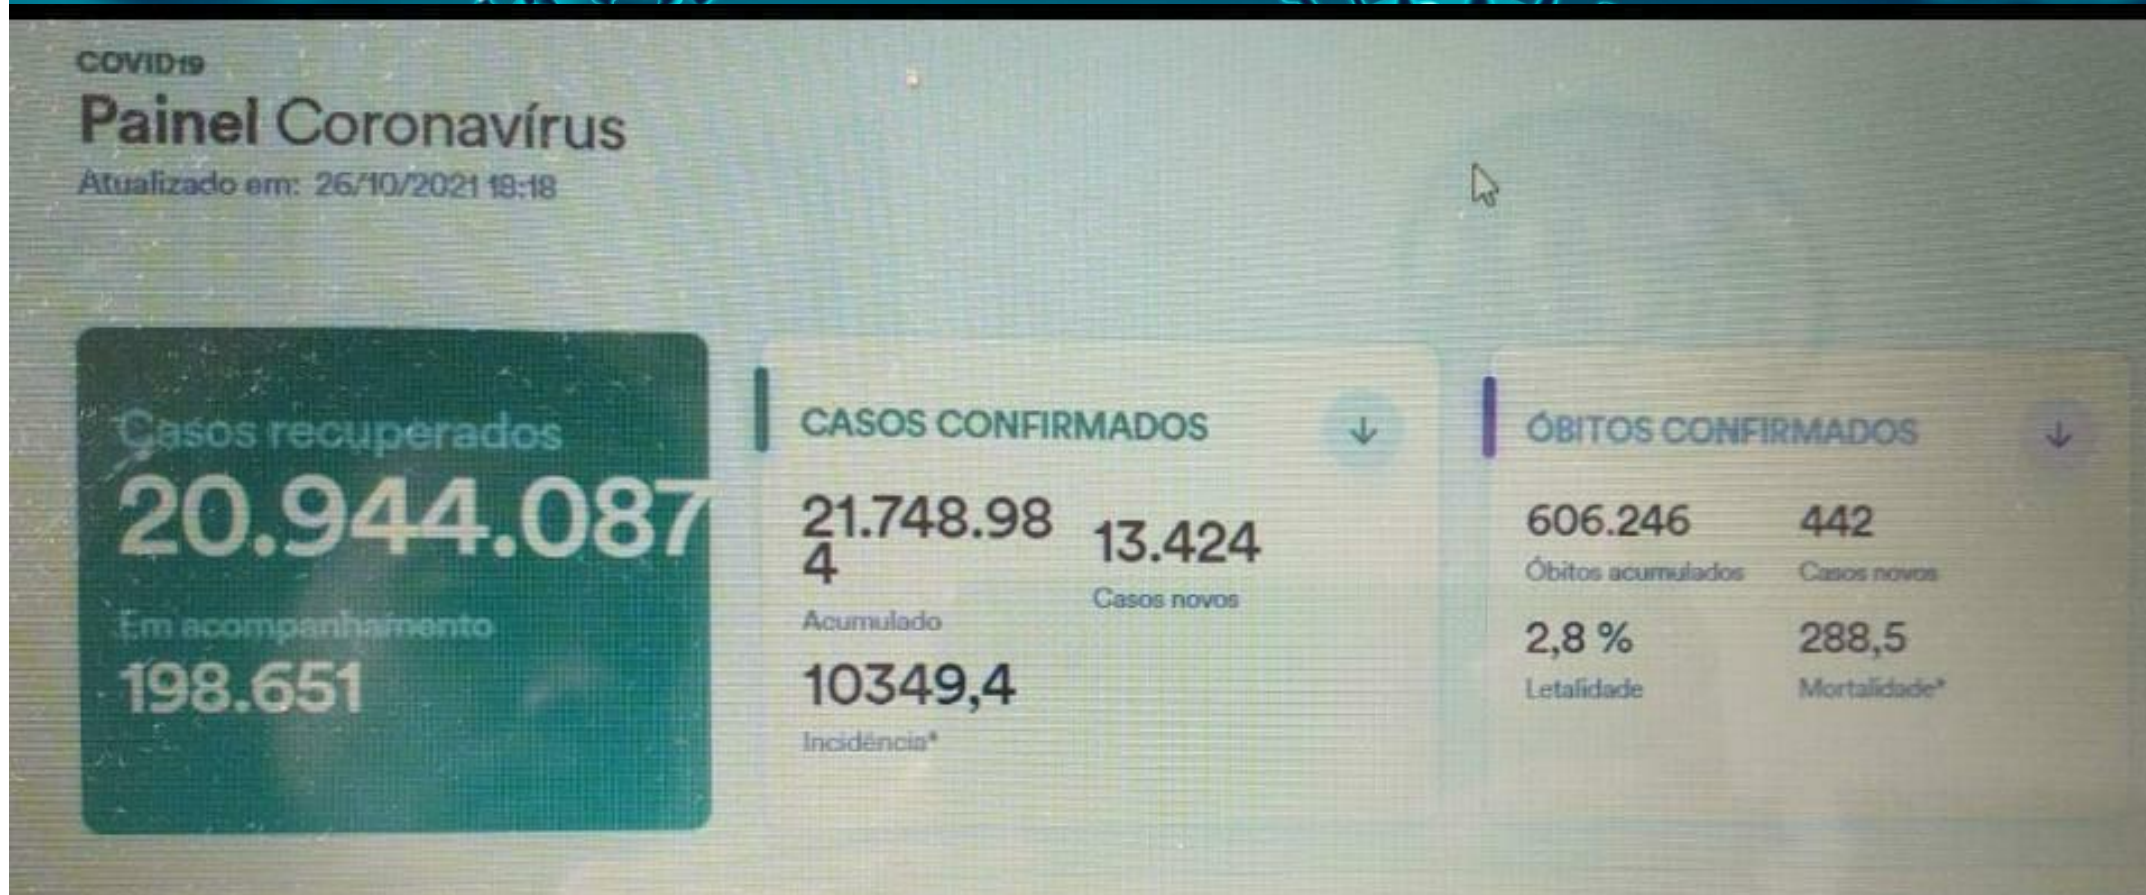 COVID19
Painel Coronavírus
Atualizado em: 26/10/2021 18:18
Casos recuperados
20.944.087
Em acompanhamento
198.651
CASOS CONFIRMADOS
21.748.98
4
Acumulado
13.424
Casos novos
10349,4
Incidência*
ÓBITOS CONFIRMADOS
606.246
Óbitos acumulados
442
Casos novos
2,8 %
Letalidade
288,5
Mortalidade*